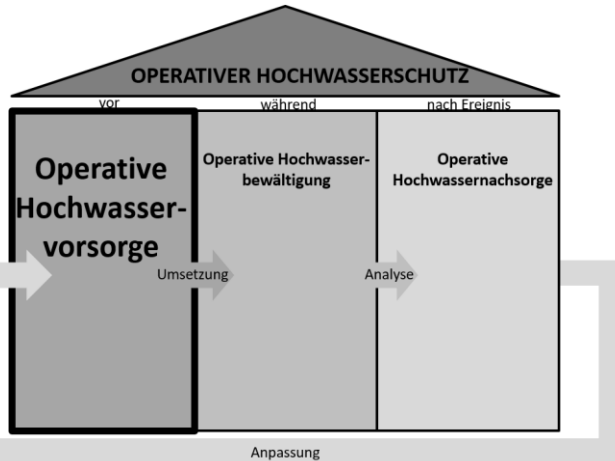 OPERATIVER HOCHWASSERSCHUTZ
vor
während
nach Ereignis
Operative
Hochwasser-
vorsorge
Operative Hochwasser-
bewältigung
Operative
Hochwassernachsorge
Umsetzung
Analyse
Anpassung